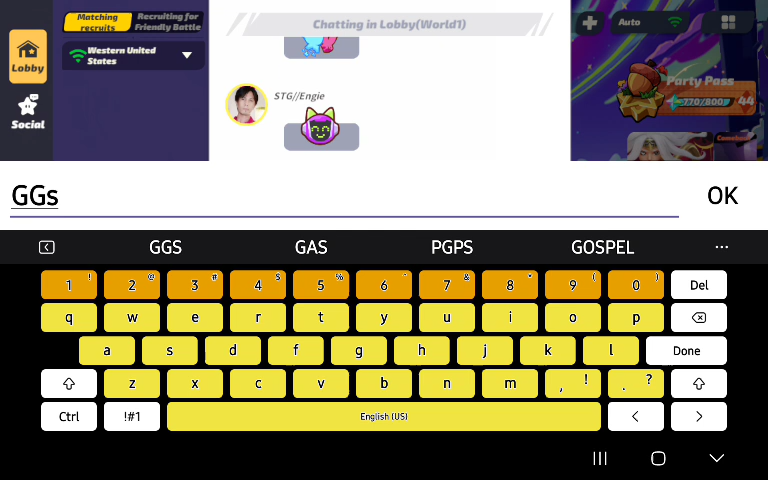 Matching recruits
Recruiting for Friendly Battle
Chatting in Lobby(World1)
Auto
Lobby
Western United States
Social
STG//Engie
Party Pass
770/800
44
GGs
OK
GGS GAS PGPS GOSPEL ...
1 ! 2 @ 3 # 4 $ 5 % 6 ^ 7 & 8 * 9 ( 0 ) Del
q w e r t y u i o p
a s d f g h j k l Done
z x c v b n m , ! . ?
Ctrl !#1 English (US) < >